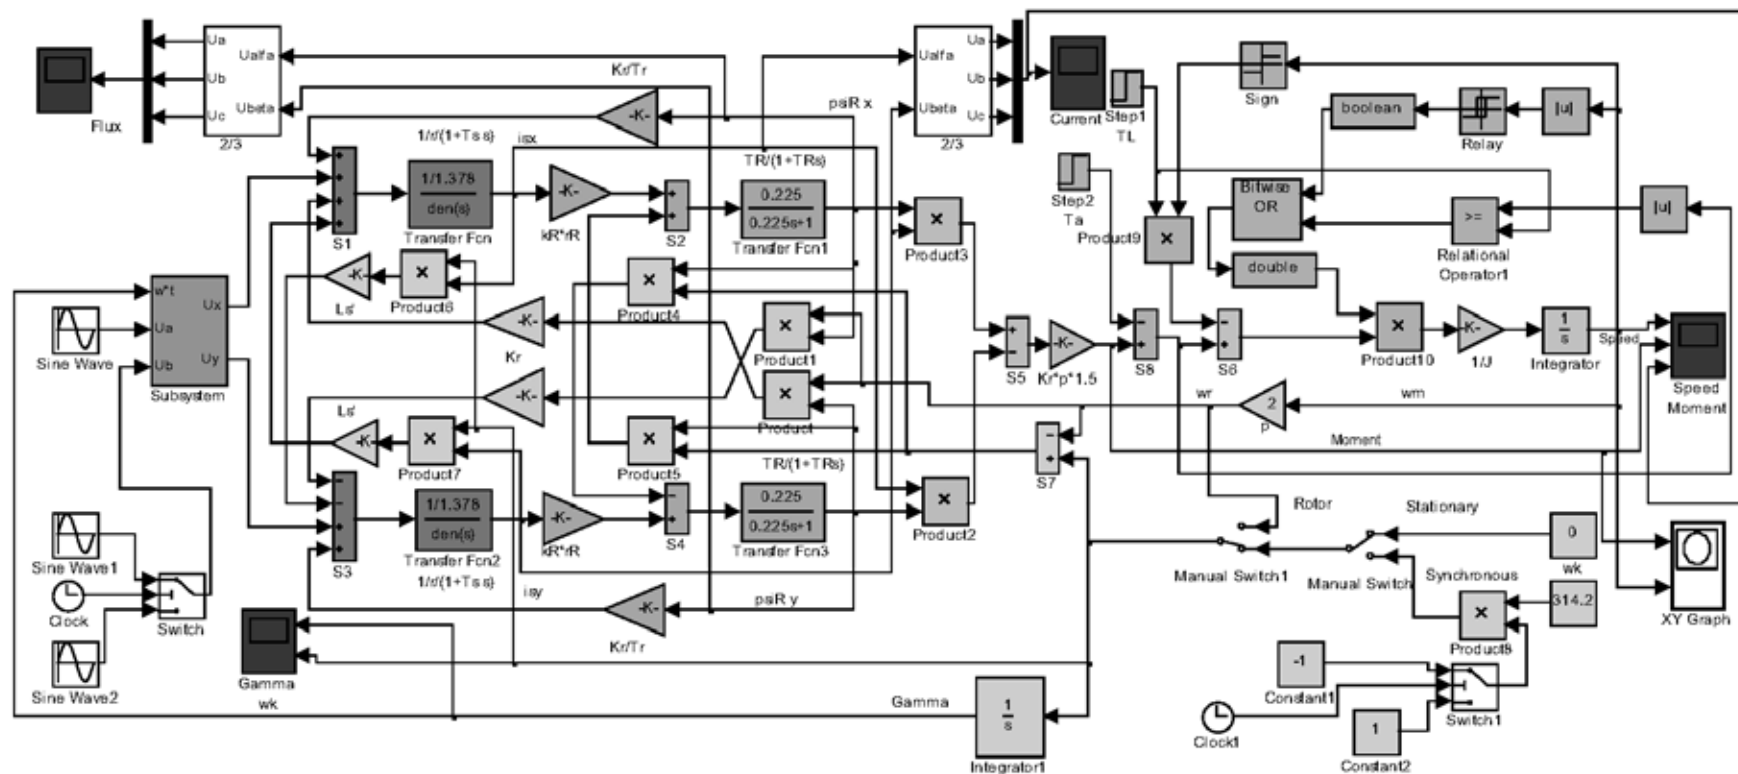 Flux
Ua
Ub
Uc
Ualfa
Ubeta
2/3
Kr/Tr
-K-
psiR x
1/r/(1+Ts s)
isx
TR/(1+TRs)
Ualfa
Ubeta
Ua
Ub
Uc
2/3
Current
Step1
TL
Sign
boolean
Relay
|u|
S1
1/1.378
den(s)
Transfer Fcn
-K-
kR*rR
S2
0.225
0.225s+1
Transfer Fcn1
×
Product3
Step2
Ta
Product9
×
Bitwise
OR
>=
Relational
Operator1
|u|
double
-K-
Ls'
×
Product6
×
Product4
-K-
Kr
×
Product1
w*t
Ua
Ub
Ux
Uy
Subsystem
Sine Wave
S5
-K-
Kr*p*1.5
S8
S6
×
Product10
-K-
1/J
1
s
Integrator
Speed
Speed
Moment
-K-
×
Product
wr
2
p
wm
Moment
Ls'
-K-
×
Product7
×
Product5
S7
TR/(1+TRs)
S3
1/1.378
den(s)
Transfer Fcn2
1/r/(1+Ts s)
-K-
kR*rR
S4
0.225
0.225s+1
Transfer Fcn3
×
Product2
Rotor
Stationary
0
wk
Manual Switch1
Manual Switch
Synchronous
314.2
XY Graph
Sine Wave1
Clock
Switch
Sine Wave2
isy
-K-
psiR y
Kr/Tr
×
Product8
Gamma
wk
Gamma
1
s
Integrator1
-1
Constant1
Clock1
1
Constant2
Switch1